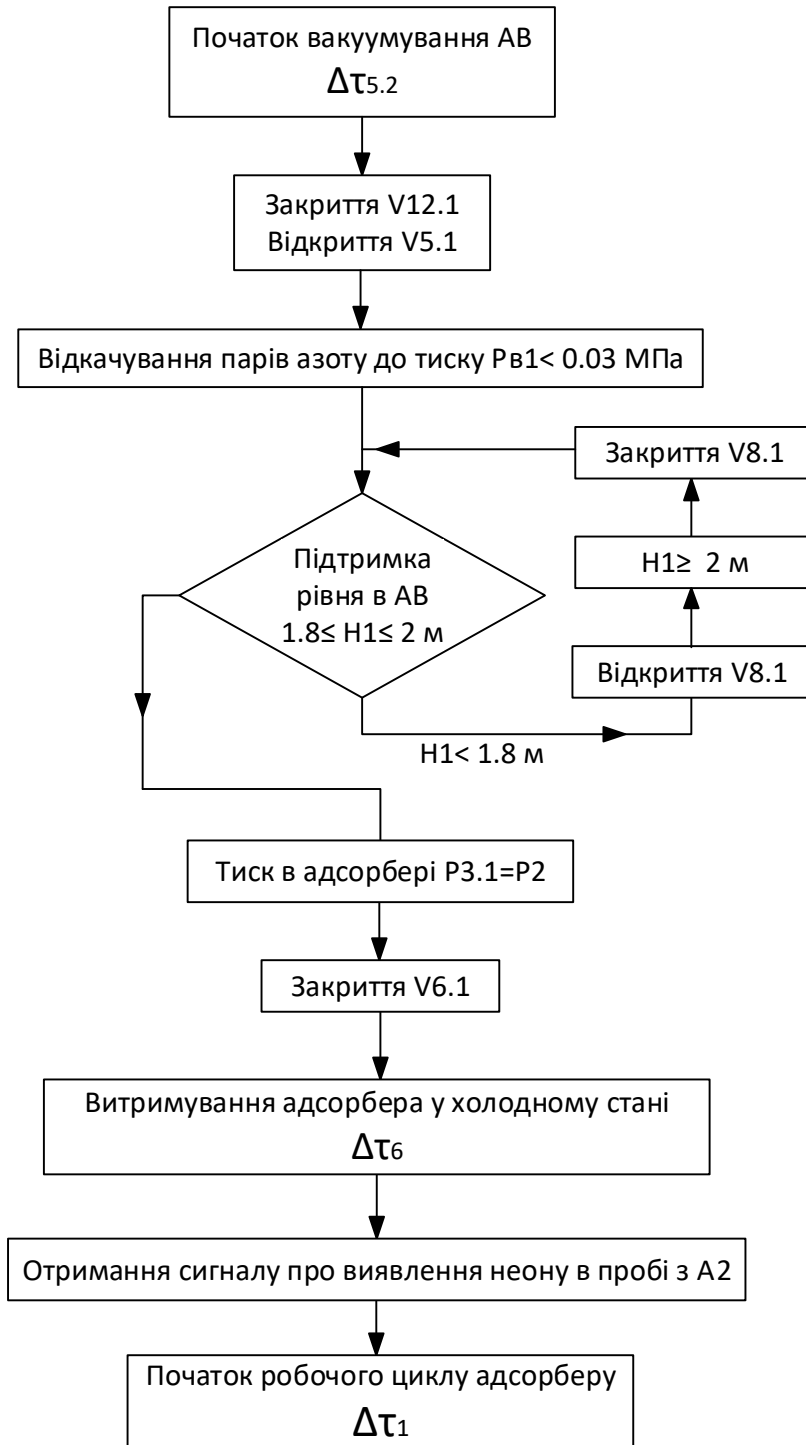 Початок вакуумування АВ
Δτ5.2
Закриття V12.1
Відкриття V5.1
Відкачування парів азоту до тиску Рв1< 0.03 МПа
Закриття V8.1
Підтримка
рівня в АВ
1.8≤ H1≤ 2 м
H1≥ 2 м
Відкриття V8.1
H1< 1.8 м
Тиск в адсорбері P3.1=P2
Закриття V6.1
Витримування адсорбера у холодному стані
Δτ6
Отримання сигналу про виявлення неону в пробі з А2
Початок робочого циклу адсорберу
Δτ1